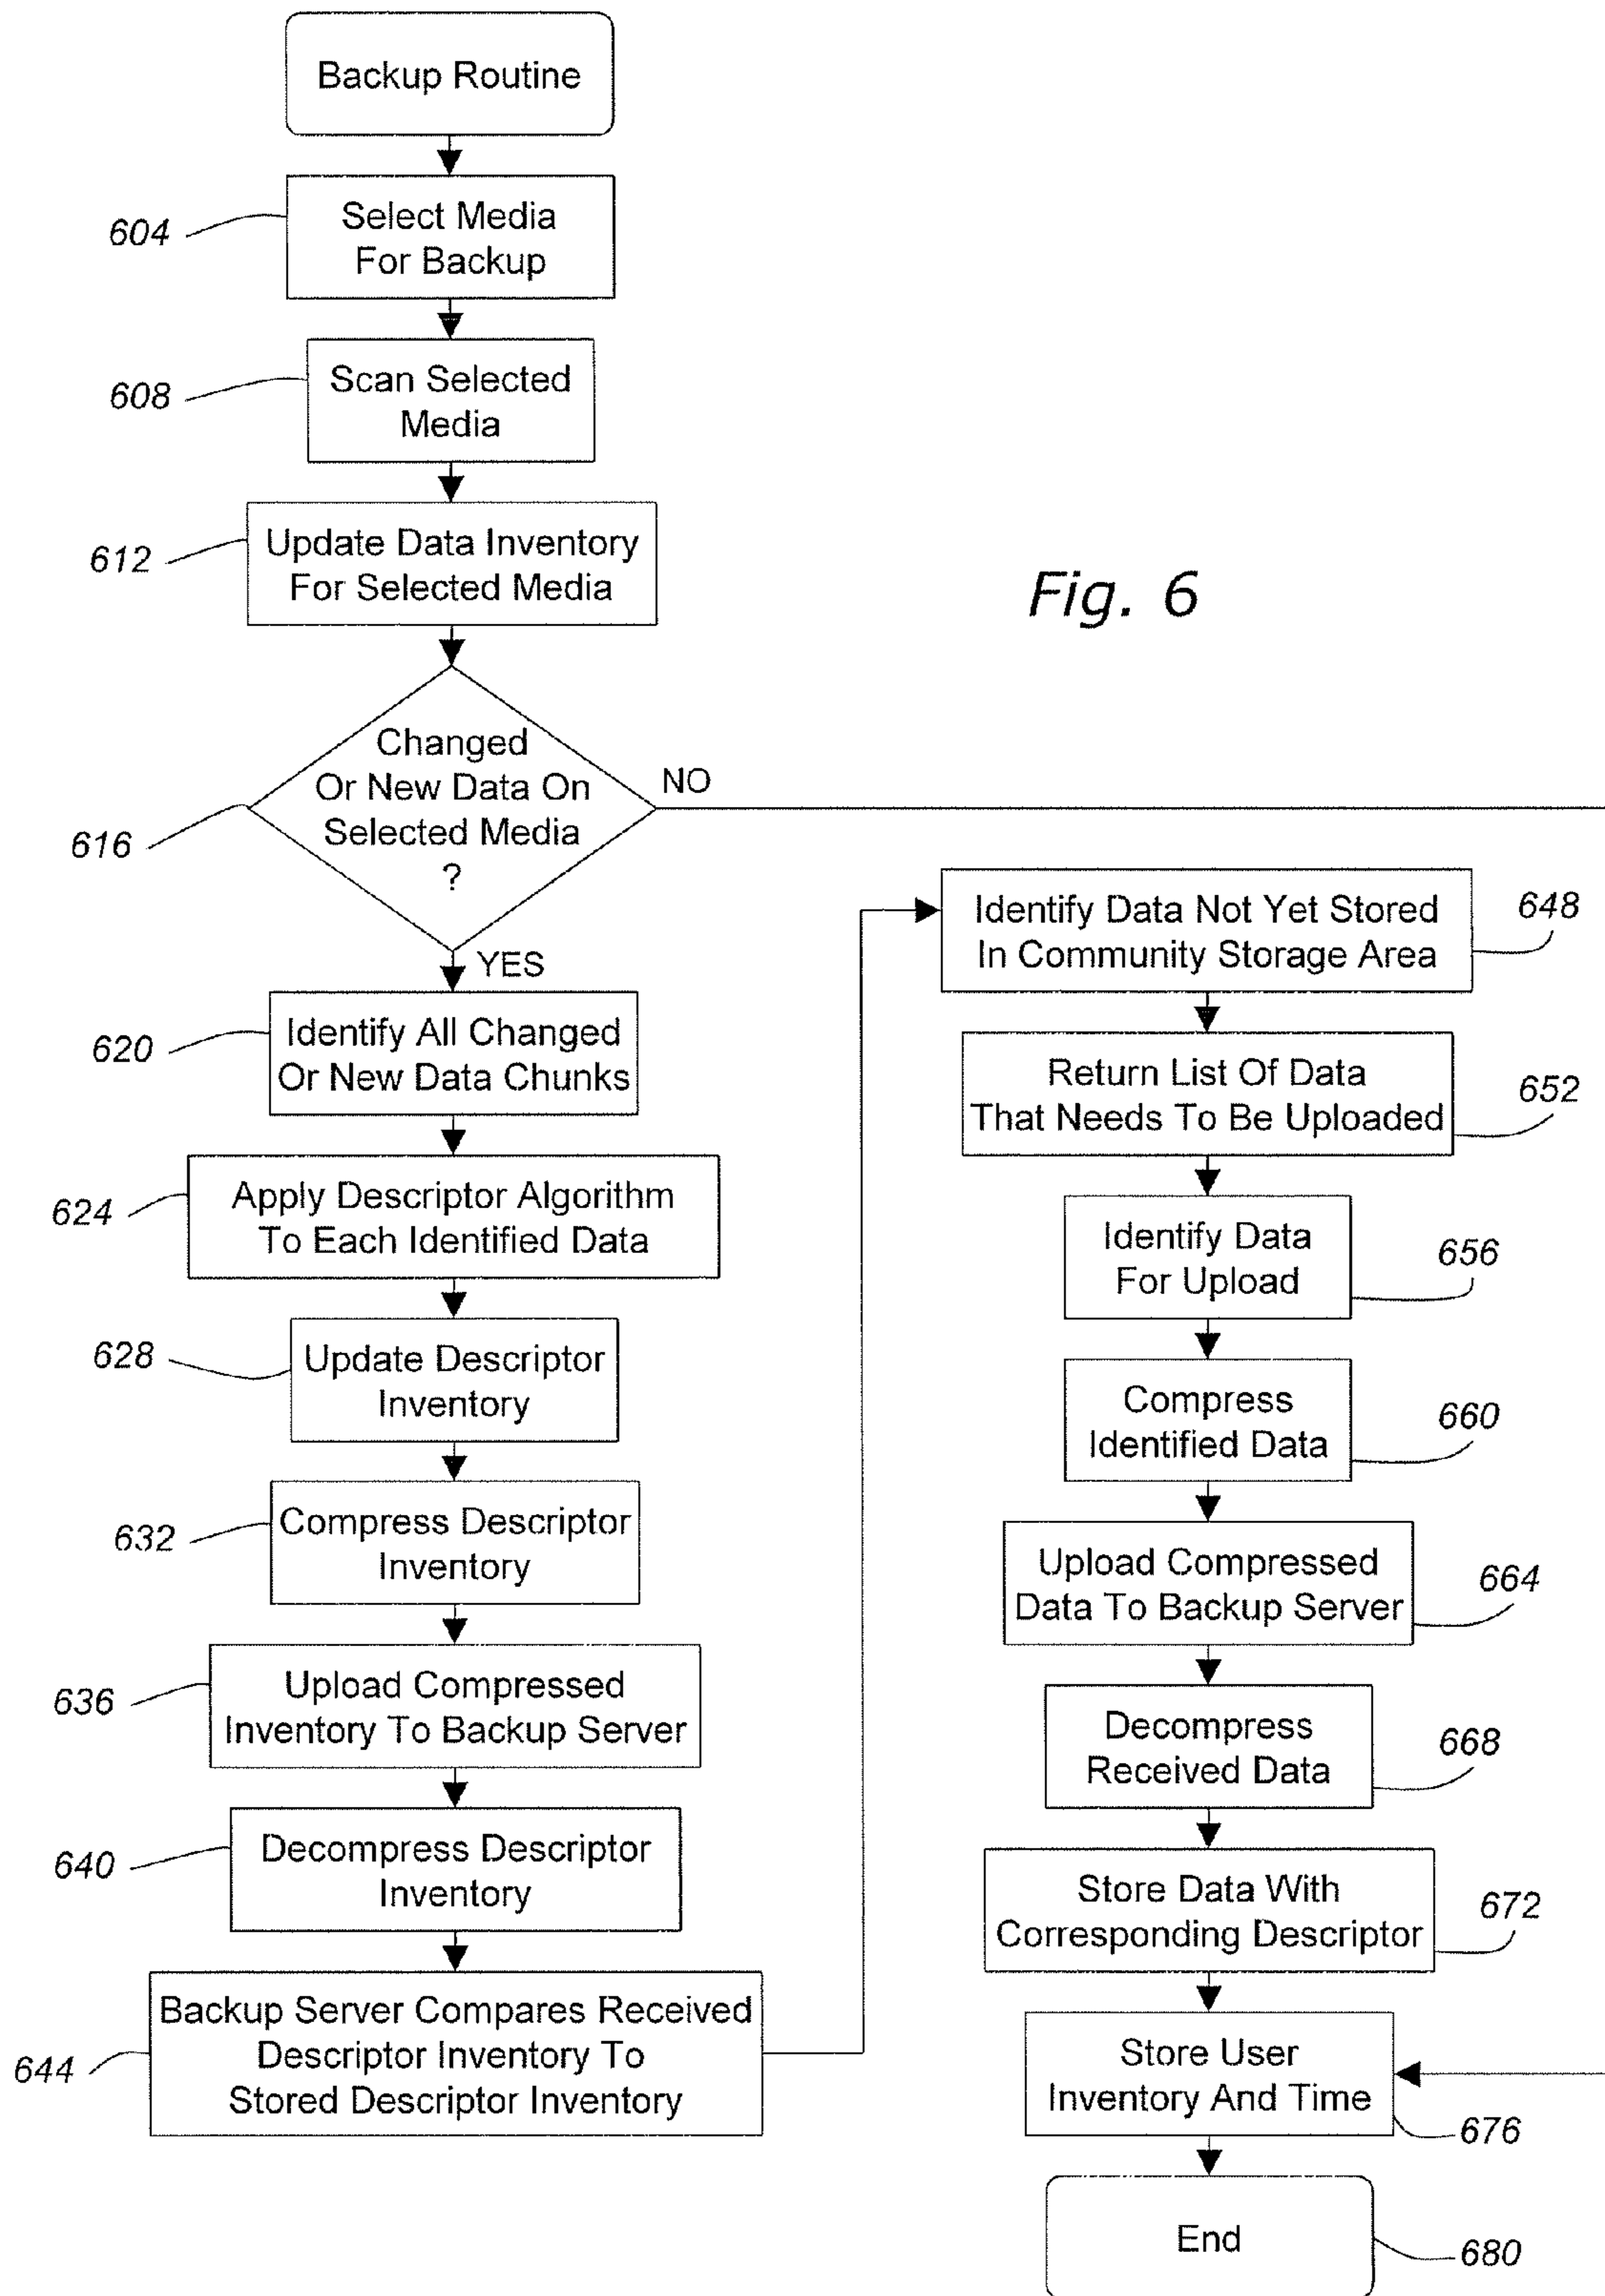 Backup Routine
604
Select Media
For Backup
608
Scan Selected
Media
612
Update Data Inventory
For Selected Media
Fig. 6
616
Changed
Or New Data On
Selected Media
?
NO
YES
620
Identify All Changed
Or New Data Chunks
624
Apply Descriptor Algorithm
To Each Identified Data
628
Update Descriptor
Inventory
632
Compress Descriptor
Inventory
636
Upload Compressed
Inventory To Backup Server
640
Decompress Descriptor
Inventory
644
Backup Server Compares Received
Descriptor Inventory To
Stored Descriptor Inventory
Identify Data Not Yet Stored
In Community Storage Area
648
Return List Of Data
That Needs To Be Uploaded
652
Identify Data
For Upload
656
Compress
Identified Data
660
Upload Compressed
Data To Backup Server
664
Decompress
Received Data
668
Store Data With
Corresponding Descriptor
672
Store User
Inventory And Time
676
End
680